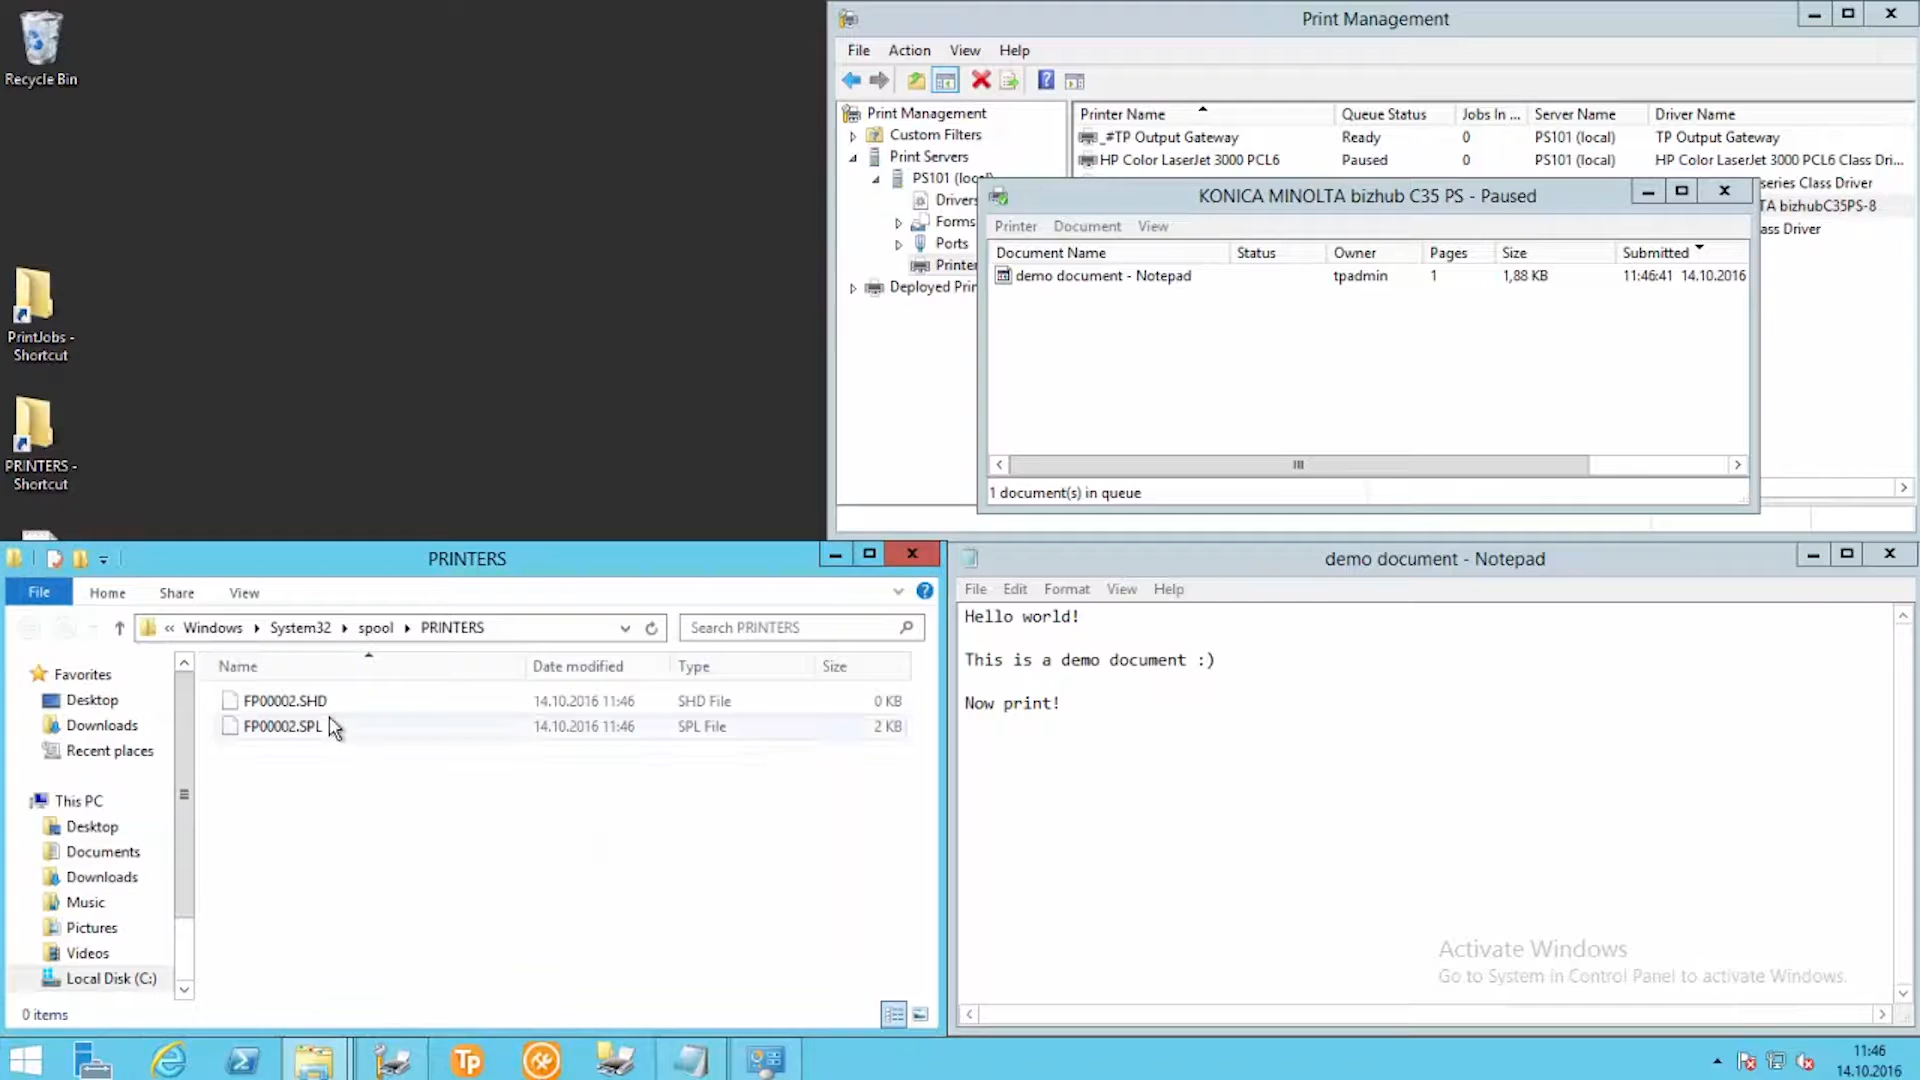 Recycle Bin
PrintJobs -
Shortcut
PRINTERS -
Shortcut
Print Management
File Action View Help
Print Management
Custom Filters
Print Servers
PS101 (local)
Drivers
Forms
Ports
Printer
Deployed Prin
Printer Name Queue Status Jobs In ... Server Name Driver Name
_#TP Output Gateway Ready 0 PS101 (local) TP Output Gateway
HP Color LaserJet 3000 PCL6 Paused 0 PS101 (local) HP Color LaserJet 3000 PCL6 Class Dri...
series Class Driver
TA bizhubC35PS-8
ass Driver
KONICA MINOLTA bizhub C35 PS - Paused
Printer Document View
Document Name Status Owner Pages Size Submitted
demo document - Notepad tpadmin 1 1,88 KB 11:46:41 14.10.2016
1 document(s) in queue
PRINTERS
File Home Share View
« Windows System32 spool PRINTERS
Search PRINTERS
Favorites
Desktop
Downloads
Recent places
This PC
Desktop
Documents
Downloads
Music
Pictures
Videos
Local Disk (C:)
Name Date modified Type Size
FP00002.SHD 14.10.2016 11:46 SHD File 0 KB
FP00002.SPL 14.10.2016 11:46 SPL File 2 KB
0 items
demo document - Notepad
File Edit Format View Help
Hello world!
This is a demo document :)
Now print!
Activate Windows
Go to System in Control Panel to activate Windows.
Tp
11:46
14.10.2016